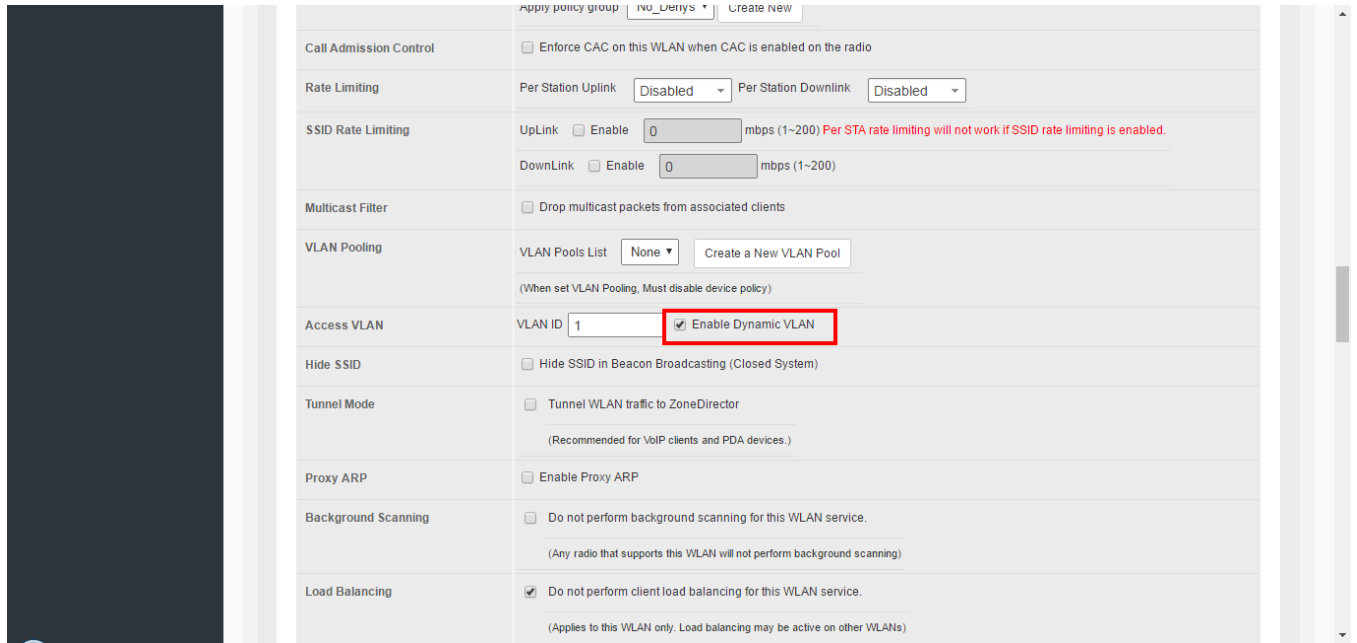 Apply policy group No_Denys Create New
Call Admission Control Enforce CAC on this WLAN when CAC is enabled on the radio
Rate Limiting Per Station Uplink Disabled Per Station Downlink Disabled
SSID Rate Limiting UpLink Enable 0 mbps (1~200) Per STA rate limiting will not work if SSID rate limiting is enabled.
DownLink Enable 0 mbps (1~200)
Multicast Filter Drop multicast packets from associated clients
VLAN Pooling VLAN Pools List None Create a New VLAN Pool
(When set VLAN Pooling, Must disable device policy)
Access VLAN VLAN ID 1 Enable Dynamic VLAN
Hide SSID Hide SSID in Beacon Broadcasting (Closed System)
Tunnel Mode Tunnel WLAN traffic to ZoneDirector
(Recommended for VoIP clients and PDA devices.)
Proxy ARP Enable Proxy ARP
Background Scanning Do not perform background scanning for this WLAN service.
(Any radio that supports this WLAN will not perform background scanning)
Load Balancing Do not perform client load balancing for this WLAN service.
(Applies to this WLAN only. Load balancing may be active on other WLANs)